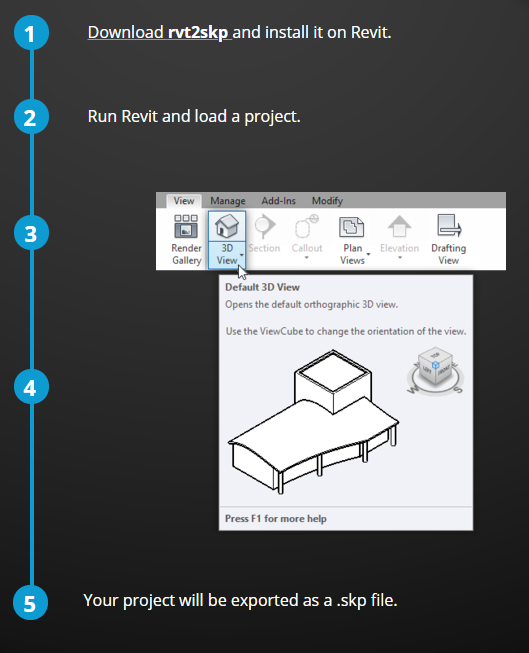 1
Download rvt2skp and install it on Revit.
2
Run Revit and load a project.
3
View Manage Add-Ins Modify
Render Gallery
3D View
Section
Callout
Plan Views
Elevation
Drafting View
Default 3D View
Opens the default orthographic 3D view.
Use the ViewCube to change the orientation of the view.
TOP
LEFT
FRONT
4
Press F1 for more help
5
Your project will be exported as a .skp file.